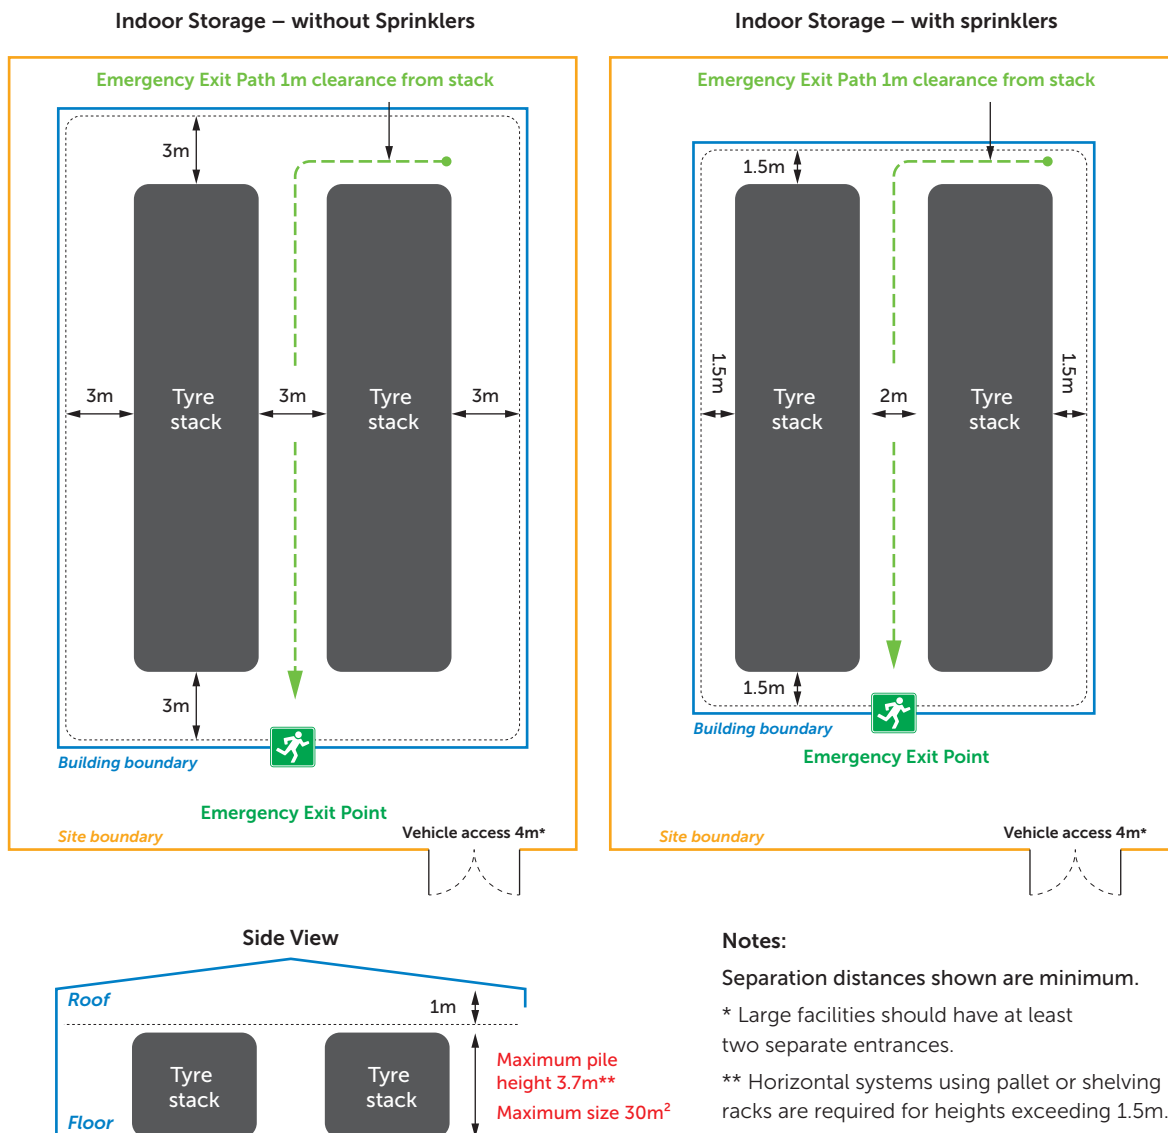 Indoor Storage – without Sprinklers
Emergency Exit Path 1m clearance from stack
3m
3m
Tyre
stack
3m
Tyre
stack
3m
3m
Building boundary
Emergency Exit Point
Site boundary
Vehicle access 4m*
Indoor Storage – with sprinklers
Emergency Exit Path 1m clearance from stack
1.5m
1.5m
Tyre
stack
2m
Tyre
stack
1.5m
1.5m
Building boundary
Emergency Exit Point
Site boundary
Vehicle access 4m*
Side View
Roof
1m
Tyre
stack
Tyre
stack
Maximum pile
height 3.7m**
Maximum size 30m²
Floor
Notes:
Separation distances shown are minimum.
* Large facilities should have at least
two separate entrances.
** Horizontal systems using pallet or shelving
racks are required for heights exceeding 1.5m.